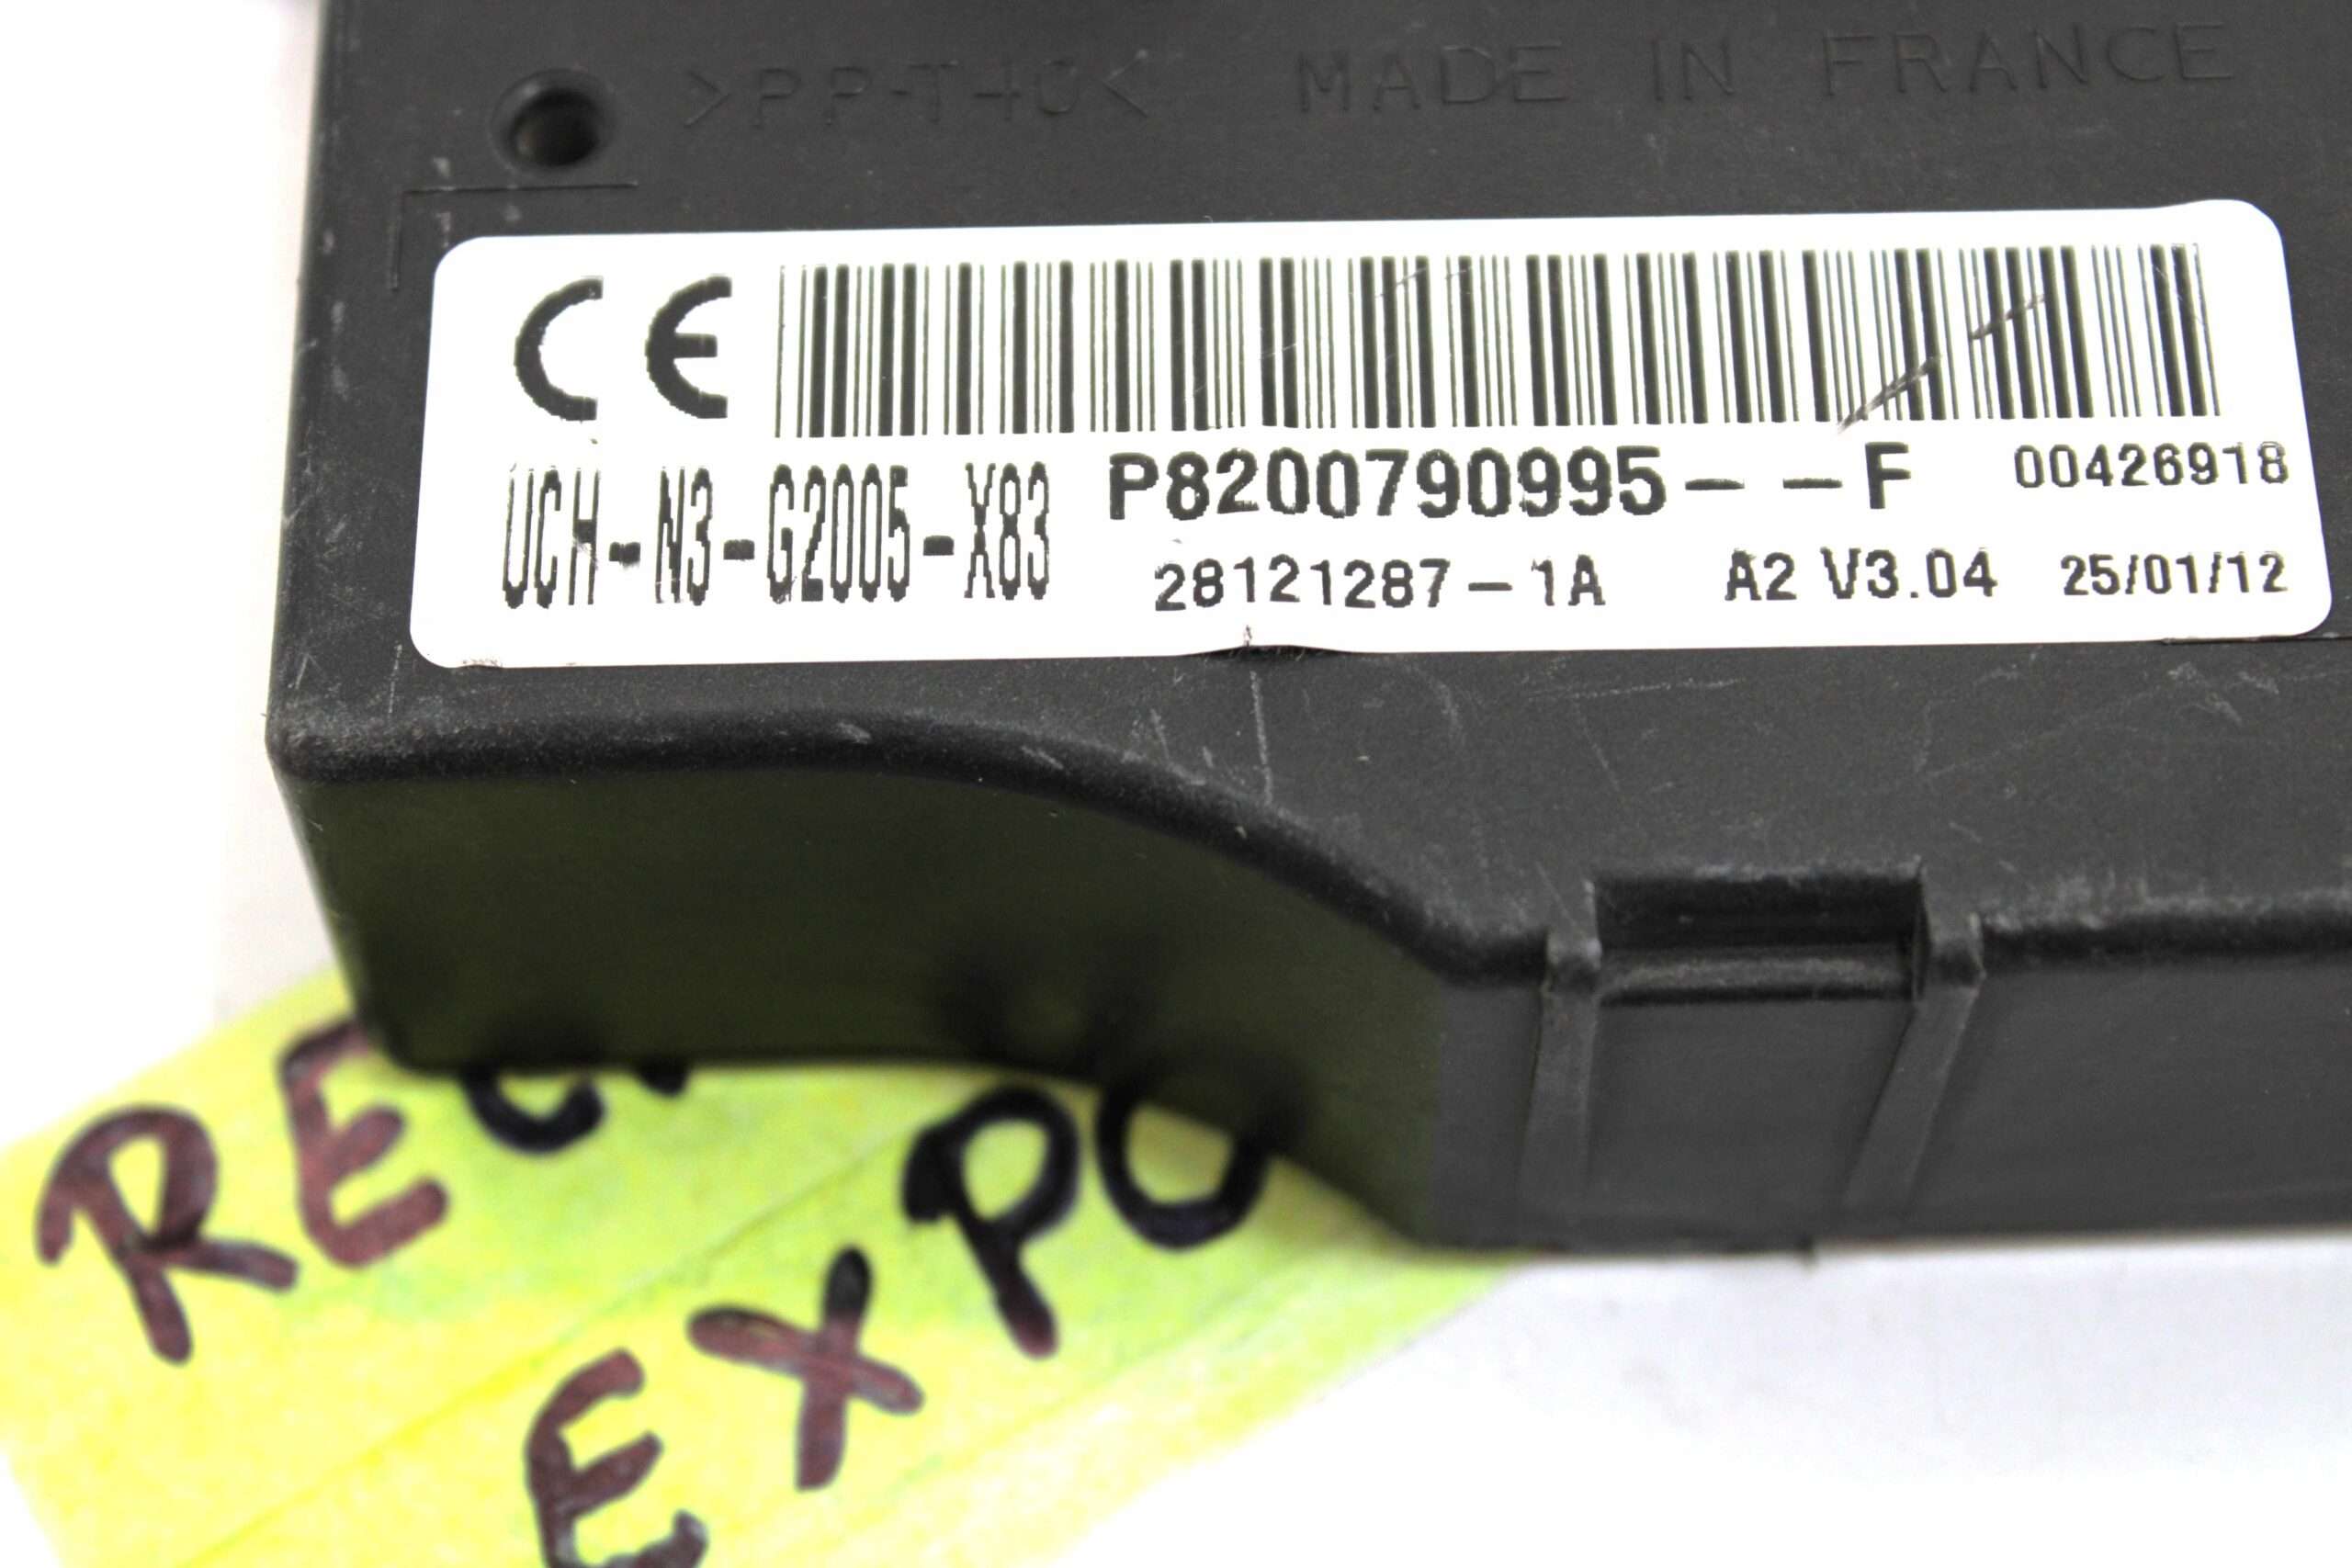 >PP-T40< MADE IN FRANCE
CE
UCH-N3-G2005-X83 P8200790995--F 00426918
28121287-1A A2 V3.04 25/01/12
EXPO